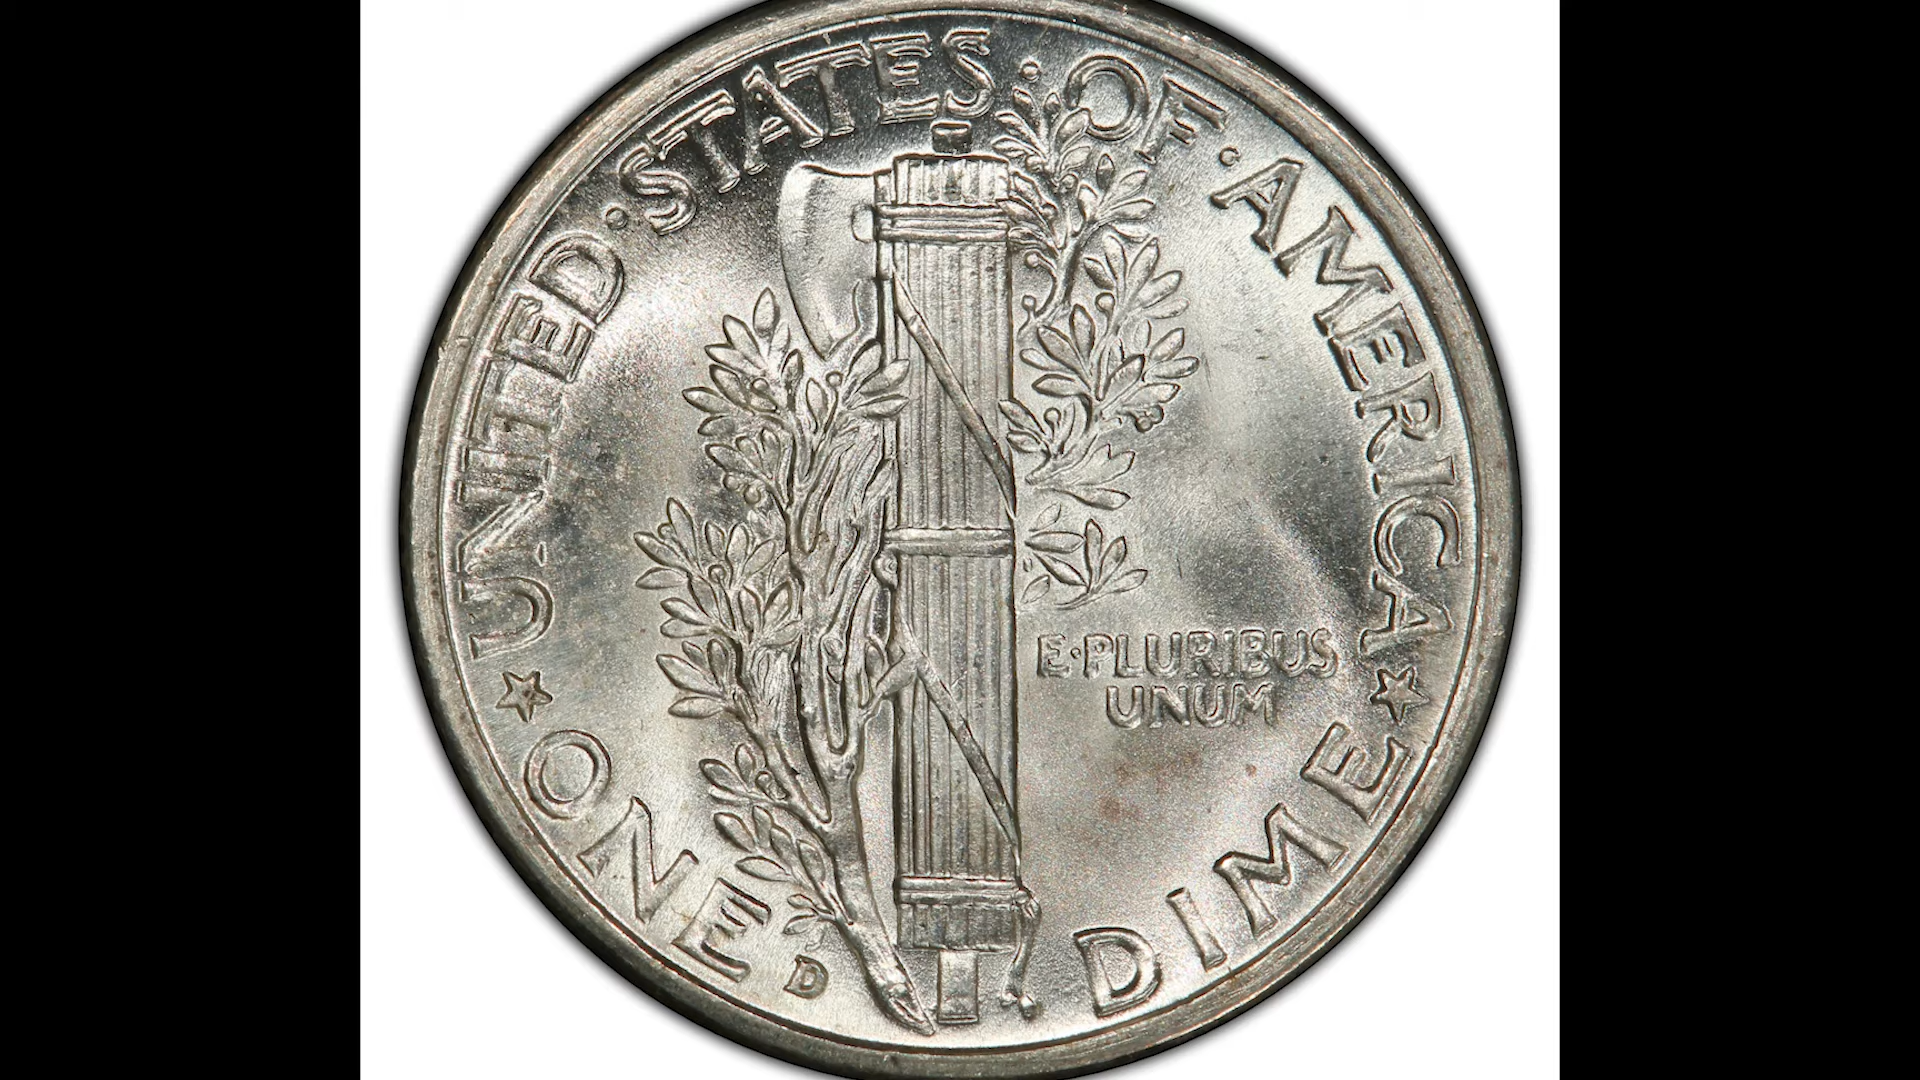 UNITED·STATES·OF·AMERICA
E·PLURIBUS
UNUM
ONE DIME
D